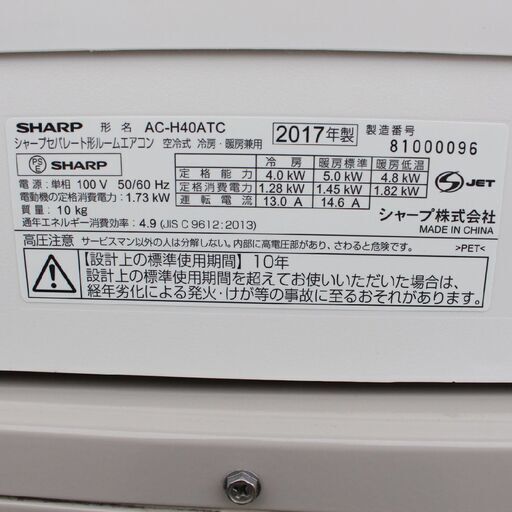 SHARP 形名 AC-H40ATC 2017年製 製造番号
シャープセパレート形ルームエアコン 空冷式 冷房・暖房兼用 81000096
PSE SHARP
冷房 暖房標準 暖房低温
定格能力 4.0 kW 5.0 kW 4.8 kW
電源：単相 100 V 50/60 Hz 定格消費電力 1.28 kW 1.45 kW 1.82 kW JET
電動機の定格消費電力：1.73 kW 運転電流 13.0 A 14.6 A
質量：10 kg シャープ株式会社
通年エネルギー消費効率：4.9 (JIS C 9612:2013) MADE IN CHINA
高圧注意 サービスマン以外の人は分解しない。内部に高電圧部があり、さわると危険です。 >PET<
【設計上の標準使用期間】10年
設計上の標準使用期間を超えてお使いいただいた場合は、
経年劣化による発火・けが等の事故に至るおそれがあります。